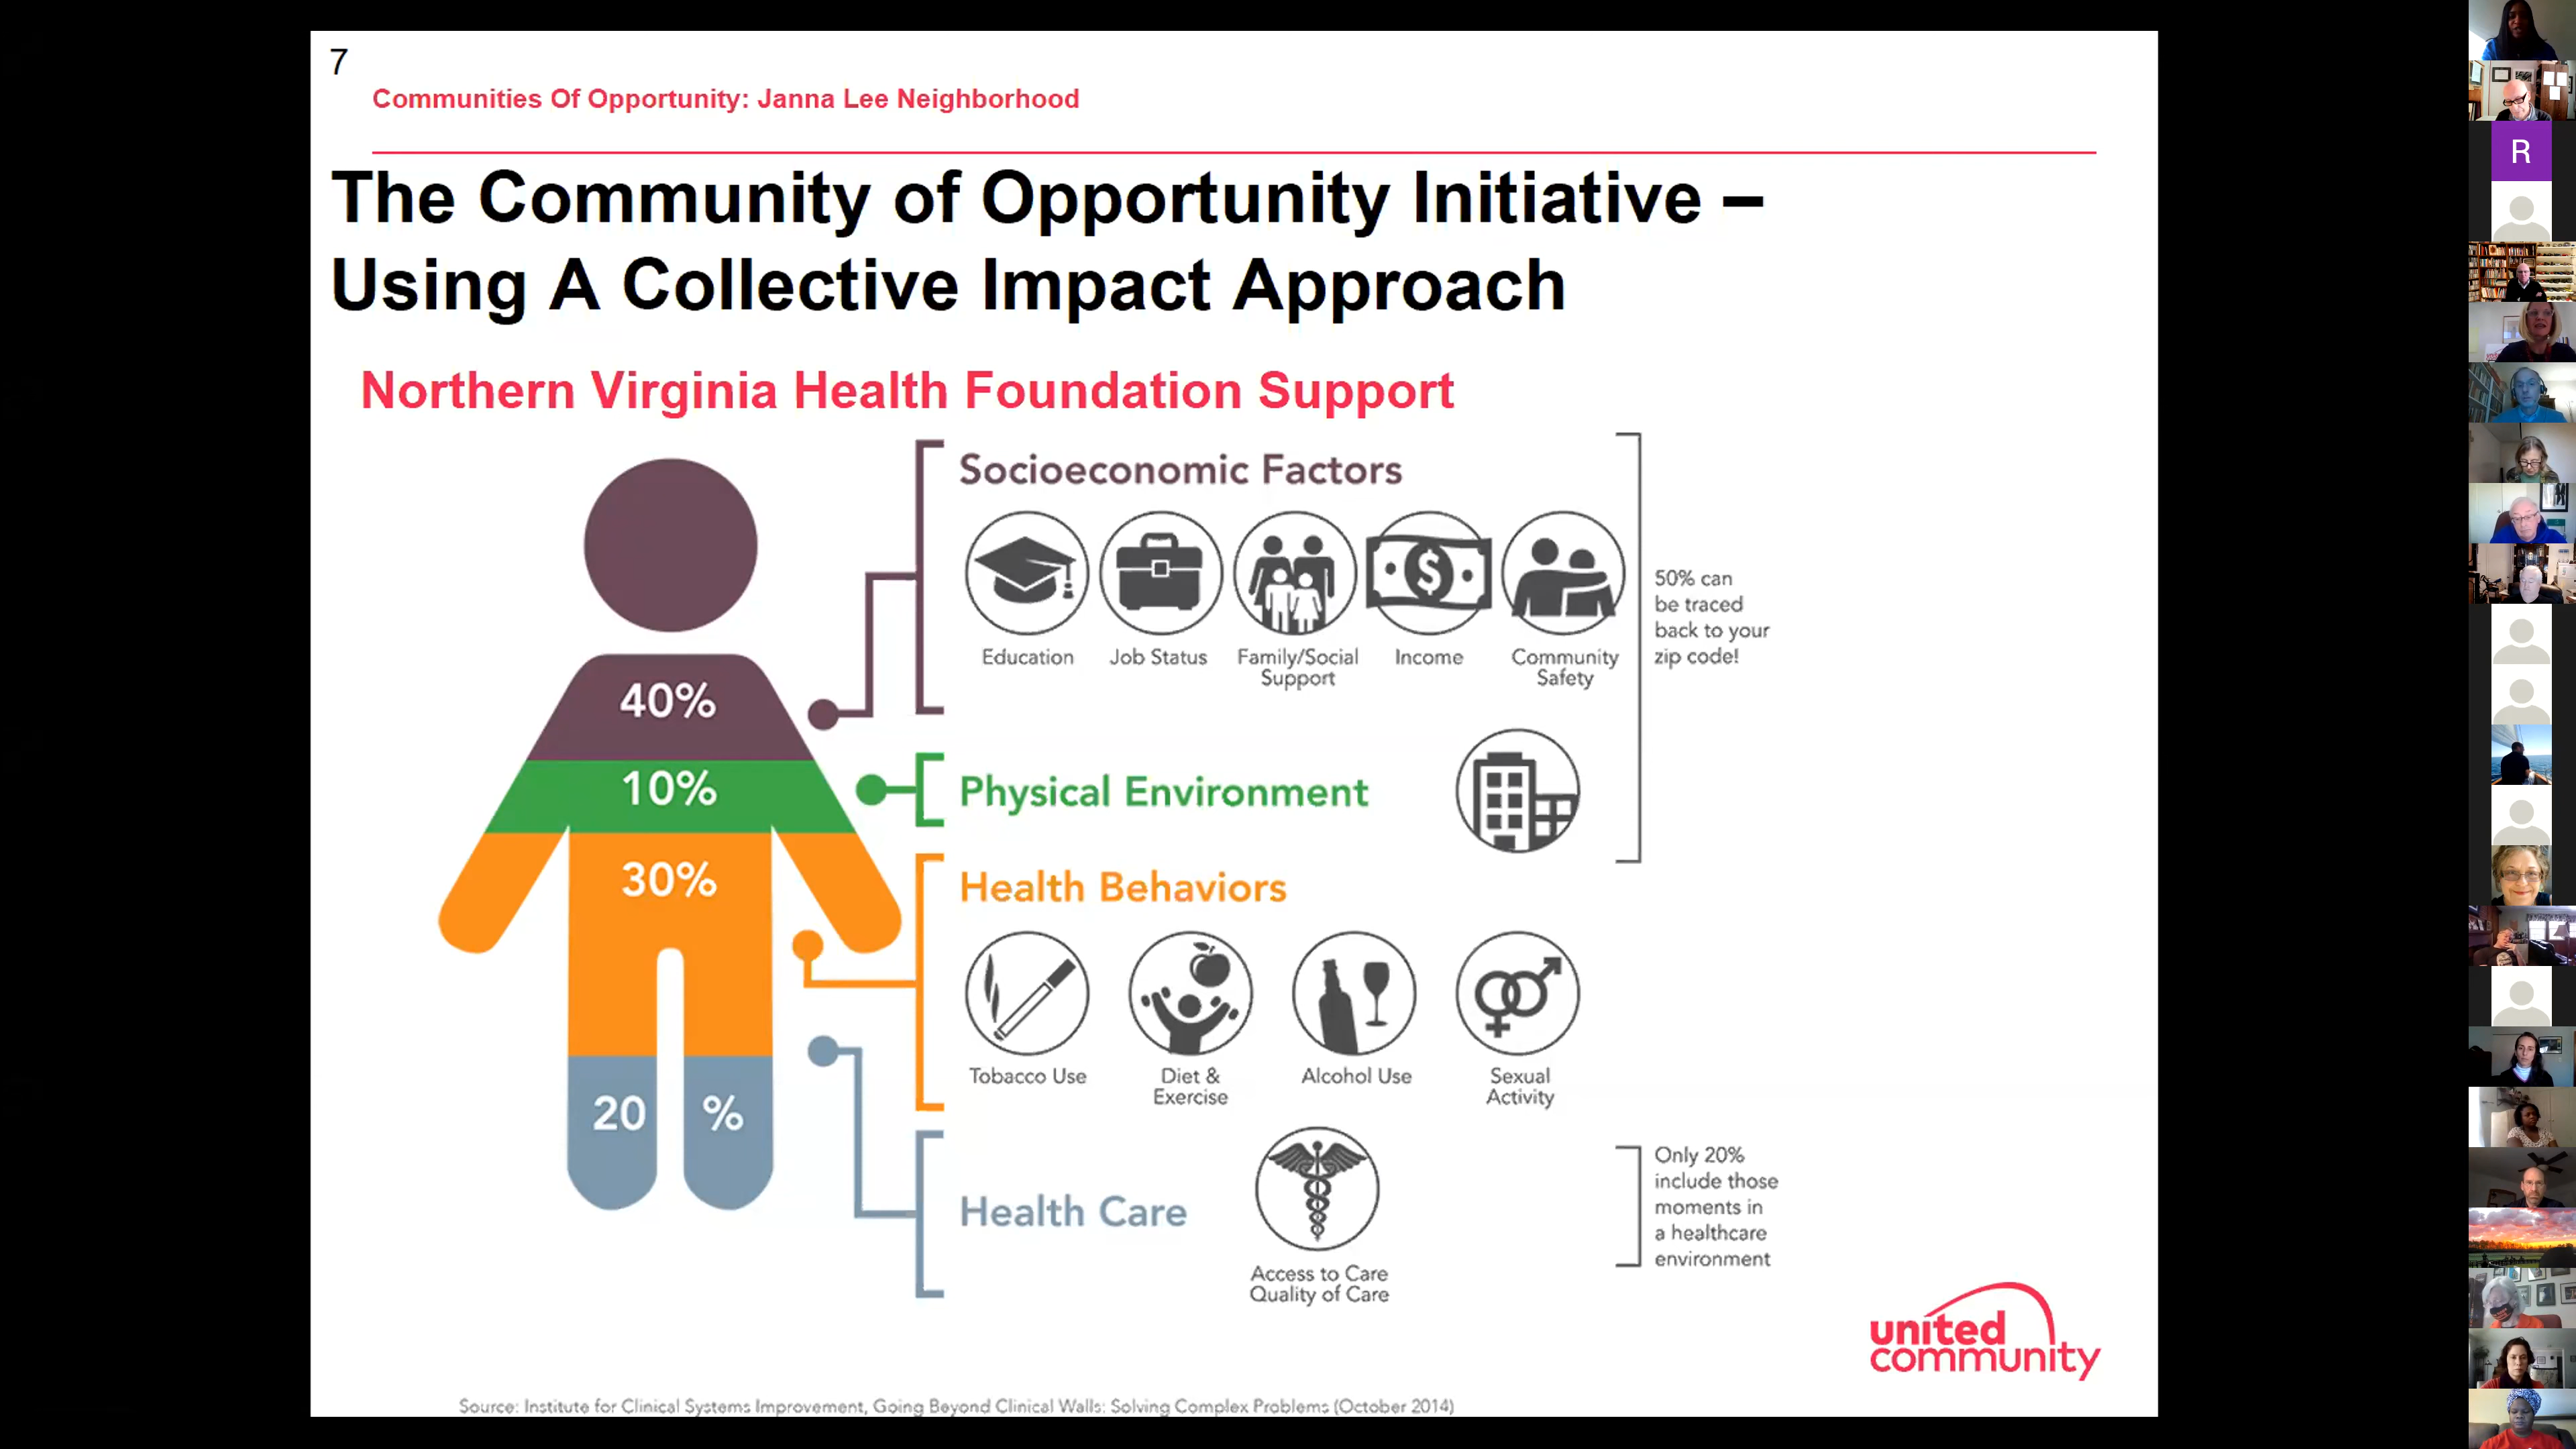 7
Communities Of Opportunity: Janna Lee Neighborhood
The Community of Opportunity Initiative –
Using A Collective Impact Approach
Northern Virginia Health Foundation Support
Socioeconomic Factors
Education
Job Status
Family/Social
Support
Income
Community
Safety
50% can
be traced
back to your
zip code!
40%
10%
Physical Environment
30%
Health Behaviors
Tobacco Use
Diet &
Exercise
Alcohol Use
Sexual
Activity
20 %
Health Care
Access to Care
Quality of Care
Only 20%
include those
moments in
a healthcare
environment
united
community
Source: Institute for Clinical Systems Improvement, Going Beyond Clinical Walls: Solving Complex Problems (October 2014)
R